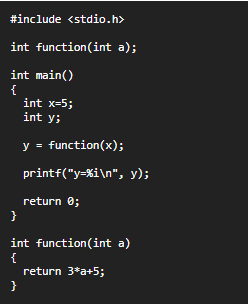 #include <stdio.h>
int function(int a);
int main()
{
int x=5;
int y;
y = function(x);
printf("y=%i\n", y);
return 0;
}
int function(int a)
{
return 3*a+5;
}